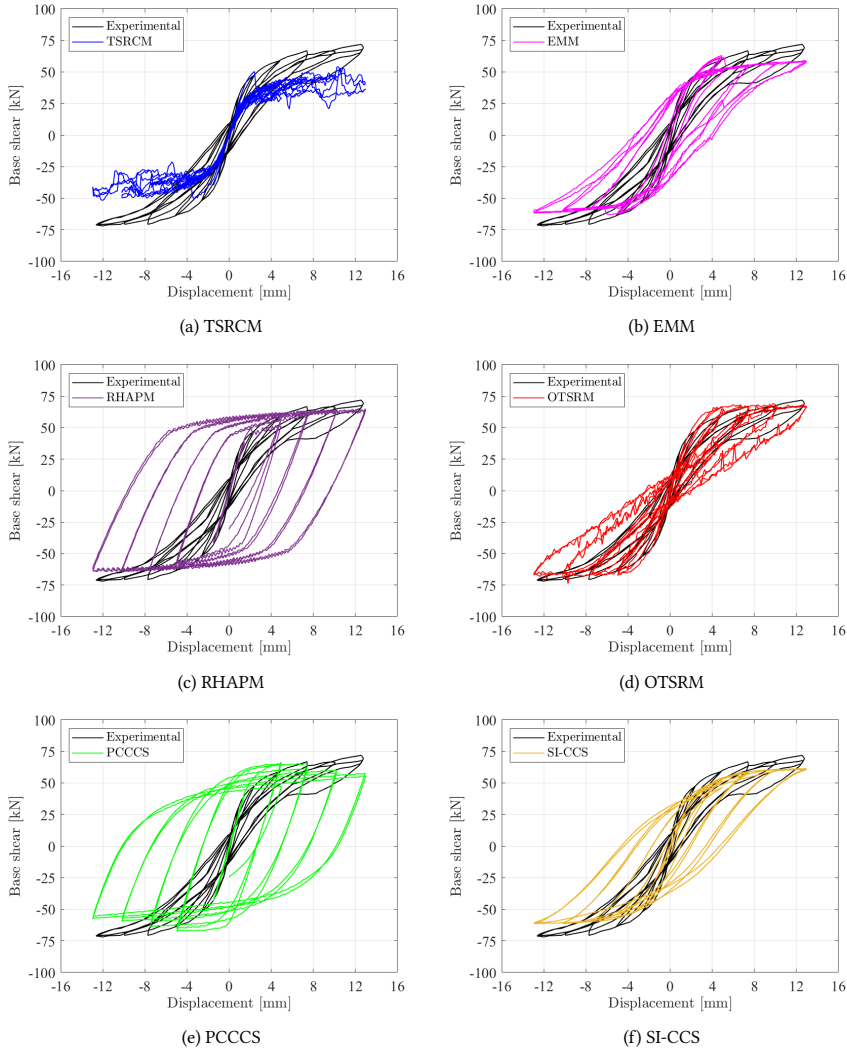 100
75
50
25
0
-25
-50
-75
-100
Base shear [kN]
Experimental
TSRCM
-16 -12 -8 -4 0 4 8 12 16
Displacement [mm]
(a) TSRCM
100
75
50
25
0
-25
-50
-75
-100
Base shear [kN]
Experimental
EMM
-16 -12 -8 -4 0 4 8 12 16
Displacement [mm]
(b) EMM
100
75
50
25
0
-25
-50
-75
-100
Base shear [kN]
Experimental
RHAPM
-16 -12 -8 -4 0 4 8 12 16
Displacement [mm]
(c) RHAPM
100
75
50
25
0
-25
-50
-75
-100
Base shear [kN]
Experimental
OTSRM
-16 -12 -8 -4 0 4 8 12 16
Displacement [mm]
(d) OTSRM
100
75
50
25
0
-25
-50
-75
-100
Base shear [kN]
Experimental
PCCCS
-16 -12 -8 -4 0 4 8 12 16
Displacement [mm]
(e) PCCCS
100
75
50
25
0
-25
-50
-75
-100
Base shear [kN]
Experimental
SI-CCS
-16 -12 -8 -4 0 4 8 12 16
Displacement [mm]
(f) SI-CCS